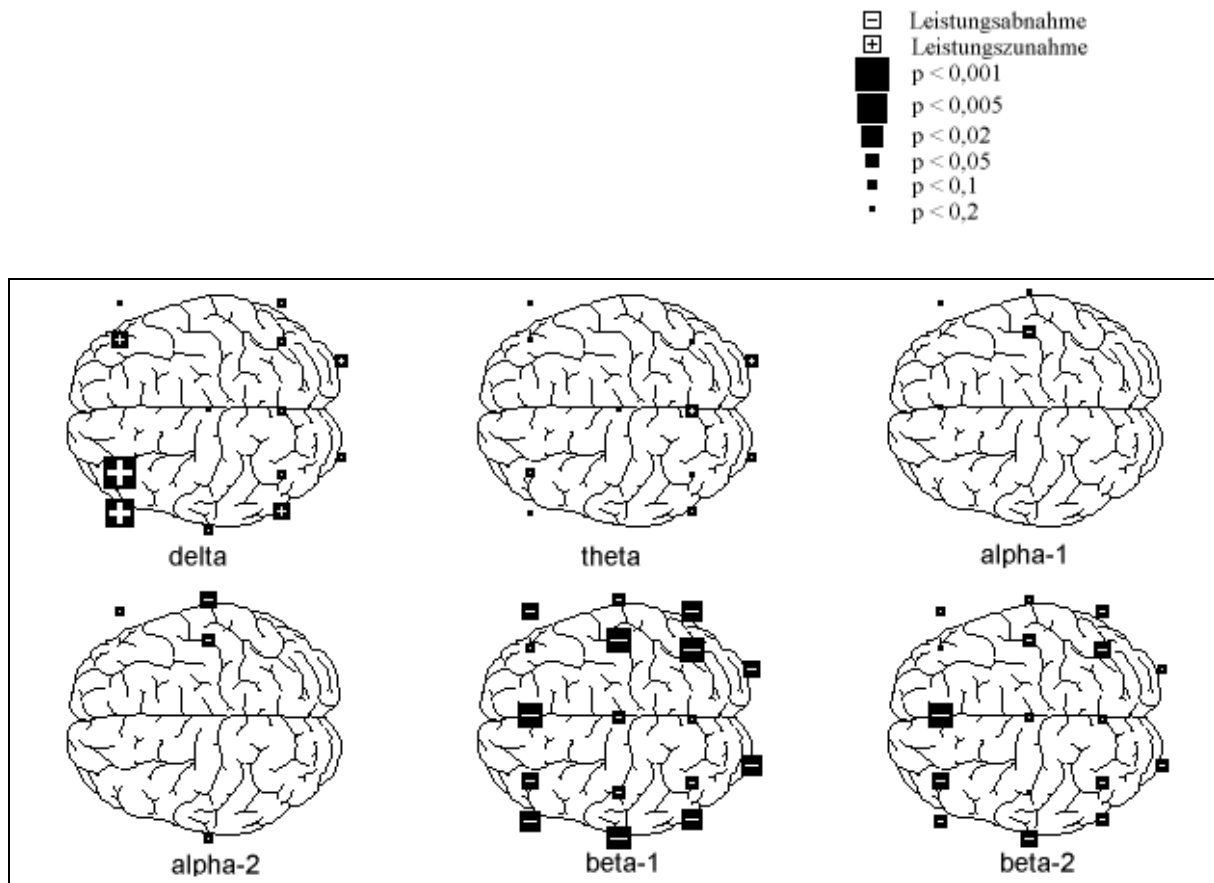 Leistungsabnahme
Leistungszunahme
p < 0,001
p < 0,005
p < 0,02
p < 0,05
p < 0,1
p < 0,2
delta
theta
alpha-1
alpha-2
beta-1
beta-2